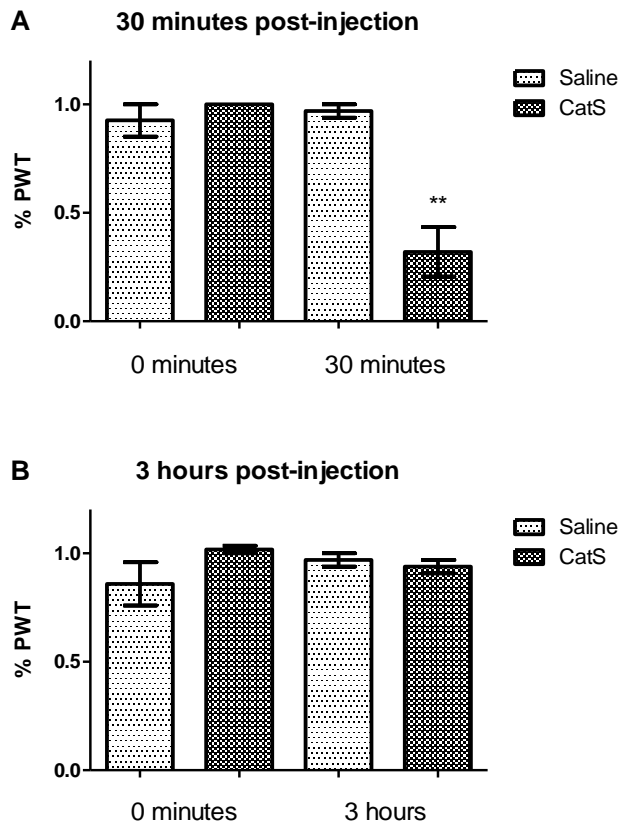 A 30 minutes post-injection
Saline
CatS
% PWT
1.0
0.5
0.0
**
0 minutes 30 minutes
B 3 hours post-injection
Saline
CatS
% PWT
1.0
0.5
0.0
0 minutes 3 hours